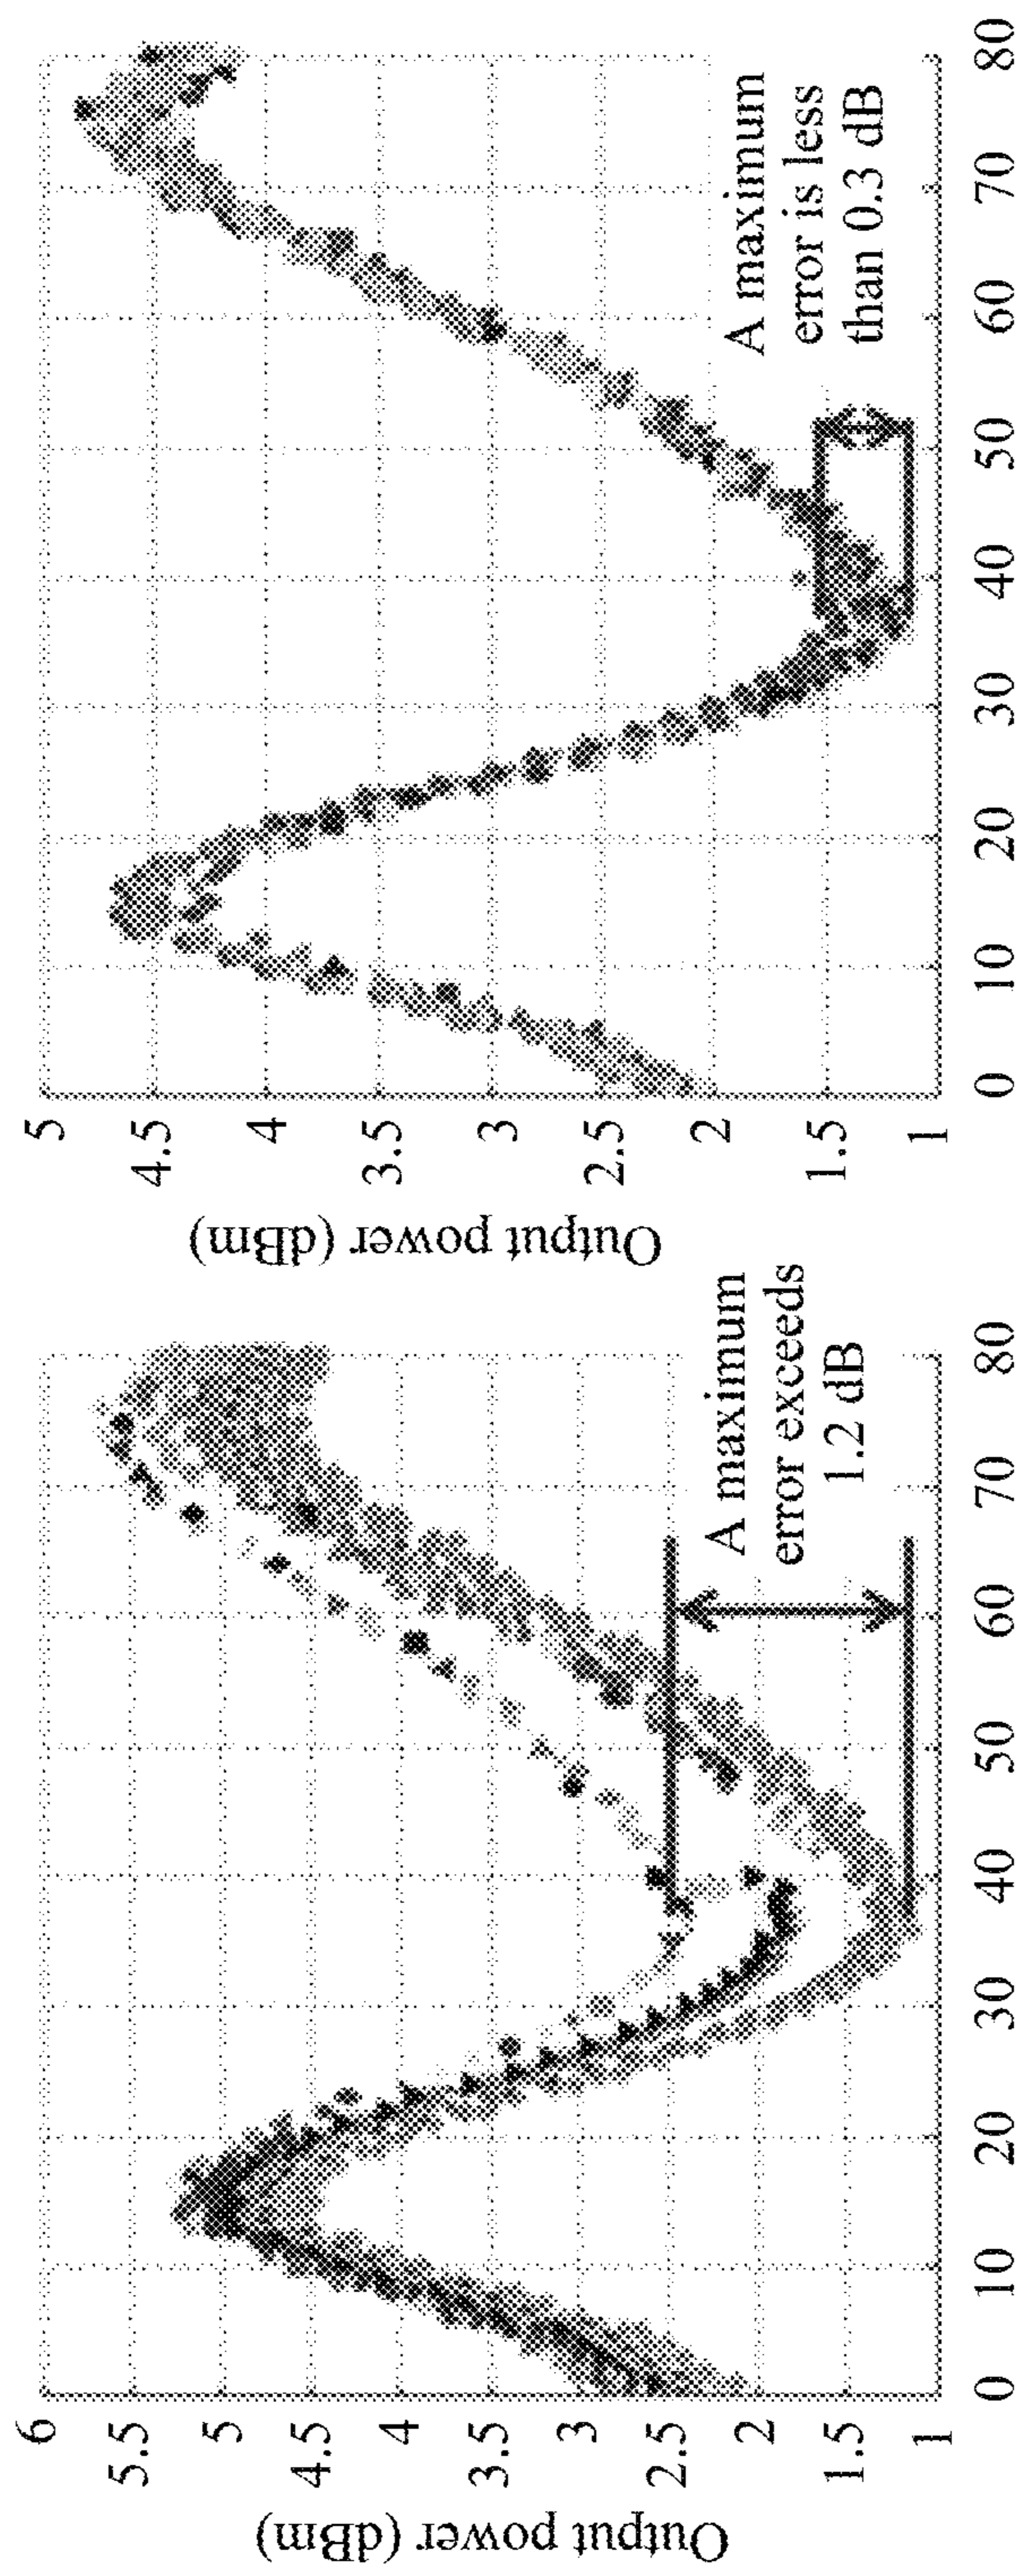 Output power (dBm)
6
5.5
5
4.5
4
3.5
3
2.5
2
1.5
1
0 10 20 30 40 50 60 70 80
A maximum
error exceeds
1.2 dB
Output power (dBm)
5
4.5
4
3.5
3
2.5
2
1.5
1
0 10 20 30 40 50 60 70 80
A maximum
error is less
than 0.3 dB